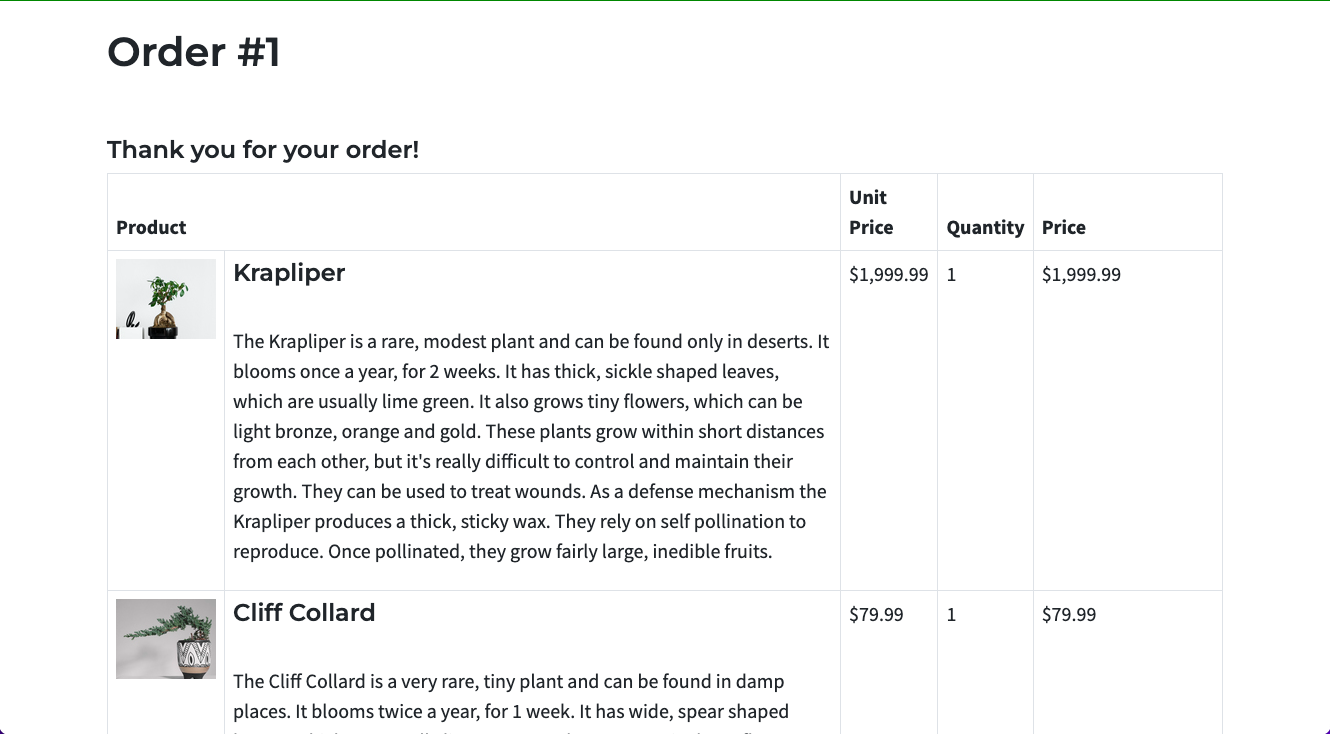 Order #1
Thank you for your order!
Product
Unit
Price
Quantity
Price
Krapliper
$1,999.99
1
$1,999.99
The Krapliper is a rare, modest plant and can be found only in deserts. It
blooms once a year, for 2 weeks. It has thick, sickle shaped leaves,
which are usually lime green. It also grows tiny flowers, which can be
light bronze, orange and gold. These plants grow within short distances
from each other, but it's really difficult to control and maintain their
growth. They can be used to treat wounds. As a defense mechanism the
Krapliper produces a thick, sticky wax. They rely on self pollination to
reproduce. Once pollinated, they grow fairly large, inedible fruits.
Cliff Collard
$79.99
1
$79.99
The Cliff Collard is a very rare, tiny plant and can be found in damp
places. It blooms twice a year, for 1 week. It has wide, spear shaped